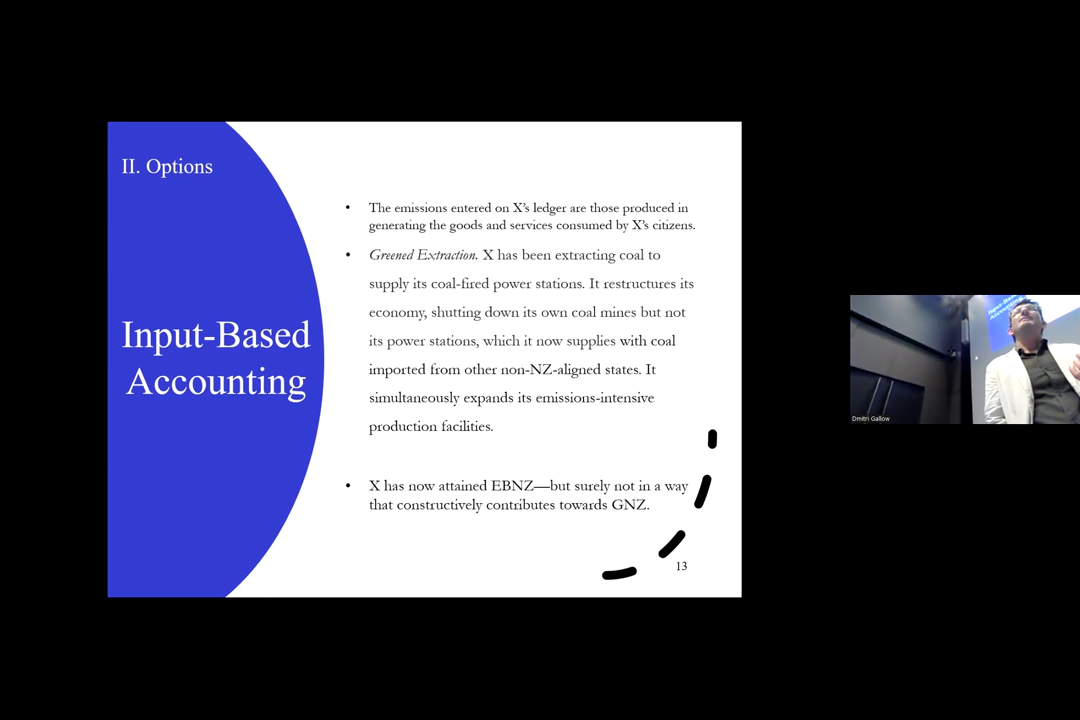 II. Options
Input-Based
Accounting
• The emissions entered on X’s ledger are those produced in
generating the goods and services consumed by X’s citizens.
• Greened Extraction. X has been extracting coal to
supply its coal-fired power stations. It restructures its
economy, shutting down its own coal mines but not
its power stations, which it now supplies with coal
imported from other non-NZ-aligned states. It
simultaneously expands its emissions-intensive
production facilities.
• X has now attained EBNZ—but surely not in a way
that constructively contributes towards GNZ.
13
Input-Based
Accounting
Dmitri Gallow